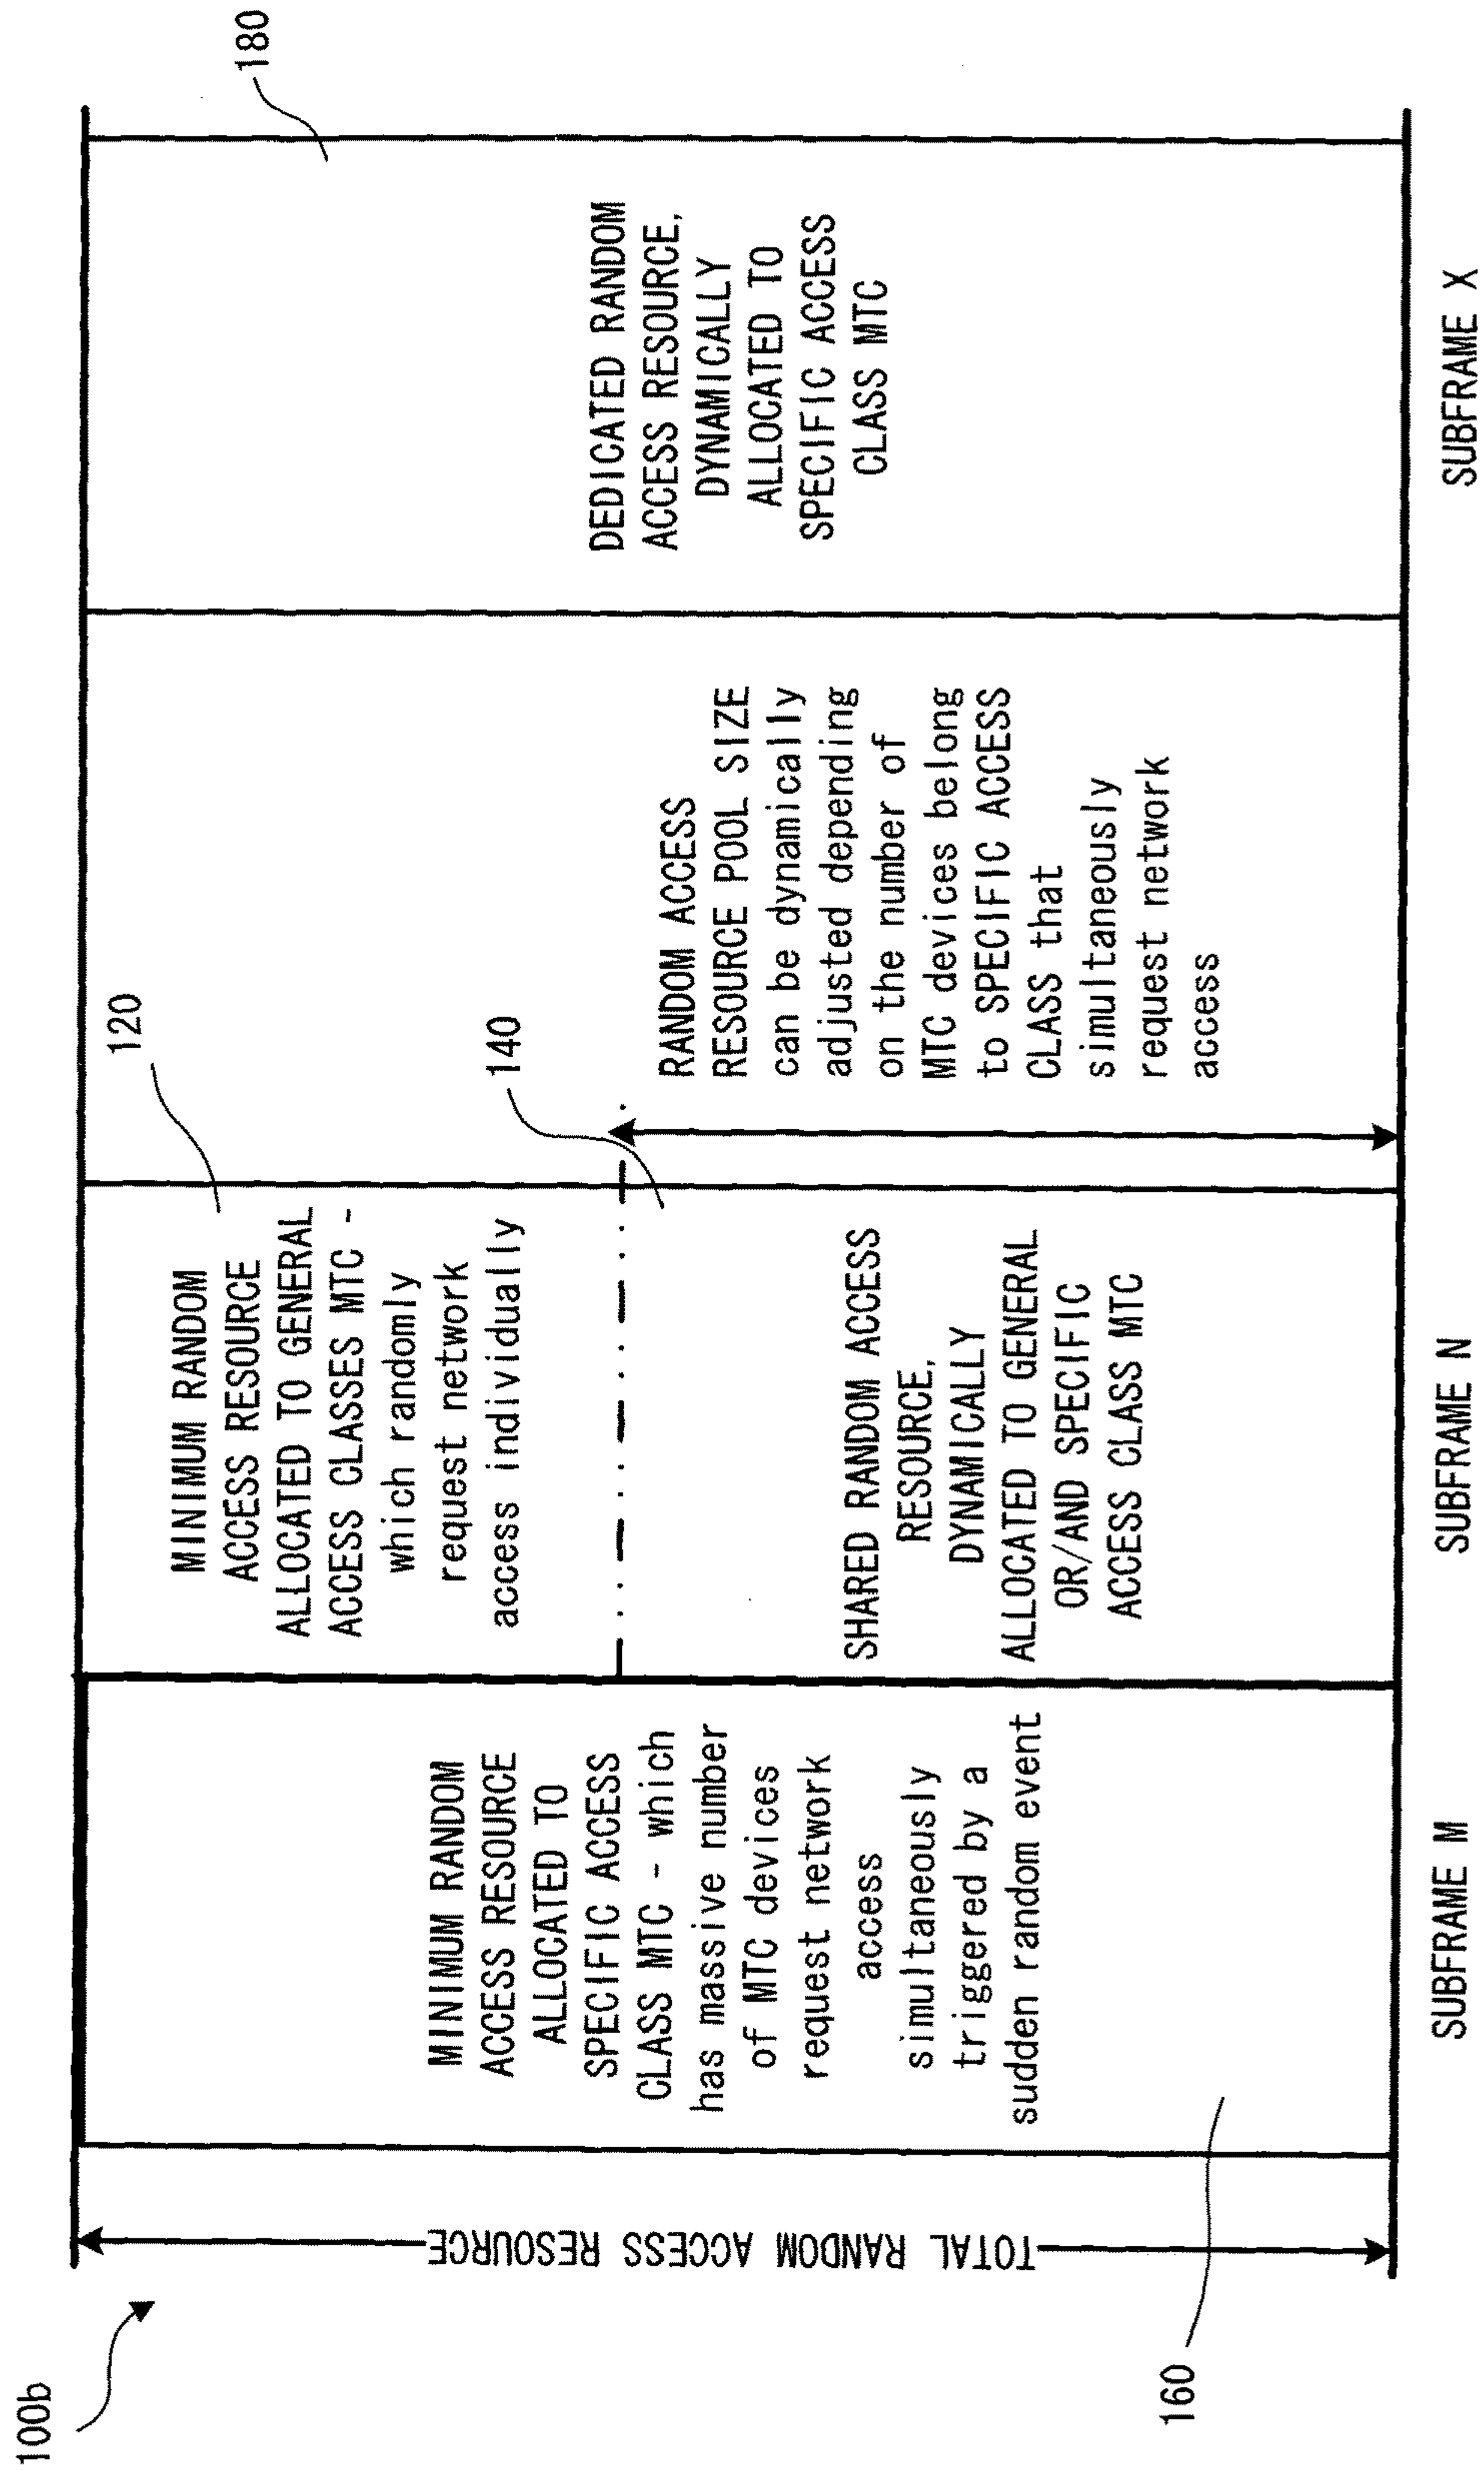 100b
TOTAL RANDOM ACCESS RESOURCE
160
MINIMUM RANDOM
ACCESS RESOURCE
ALLOCATED TO
SPECIFIC ACCESS
CLASS MTC - which
has massive number
of MTC devices
request network
access
simultaneously
triggered by a
sudden random event
SUBFRAME M
120
MINIMUM RANDOM
ACCESS RESOURCE
ALLOCATED TO GENERAL
ACCESS CLASSES MTC -
which randomly
request network
access individually
140
SHARED RANDOM ACCESS
RESOURCE,
DYNAMICALLY
ALLOCATED TO GENERAL
OR/AND SPECIFIC
ACCESS CLASS MTC
SUBFRAME N
RANDOM ACCESS
RESOURCE POOL SIZE
can be dynamically
adjusted depending
on the number of
MTC devices belong
to SPECIFIC ACCESS
CLASS that
simultaneously
request network
access
180
DEDICATED RANDOM
ACCESS RESOURCE,
DYNAMICALLY
ALLOCATED TO
SPECIFIC ACCESS
CLASS MTC
SUBFRAME X